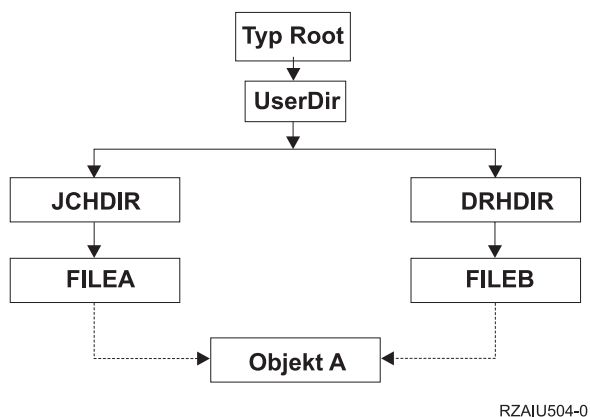 Typ Root
UserDir
JCHDIR
DRHDIR
FILEA
FILEB
Objekt A
RZAIU504-0